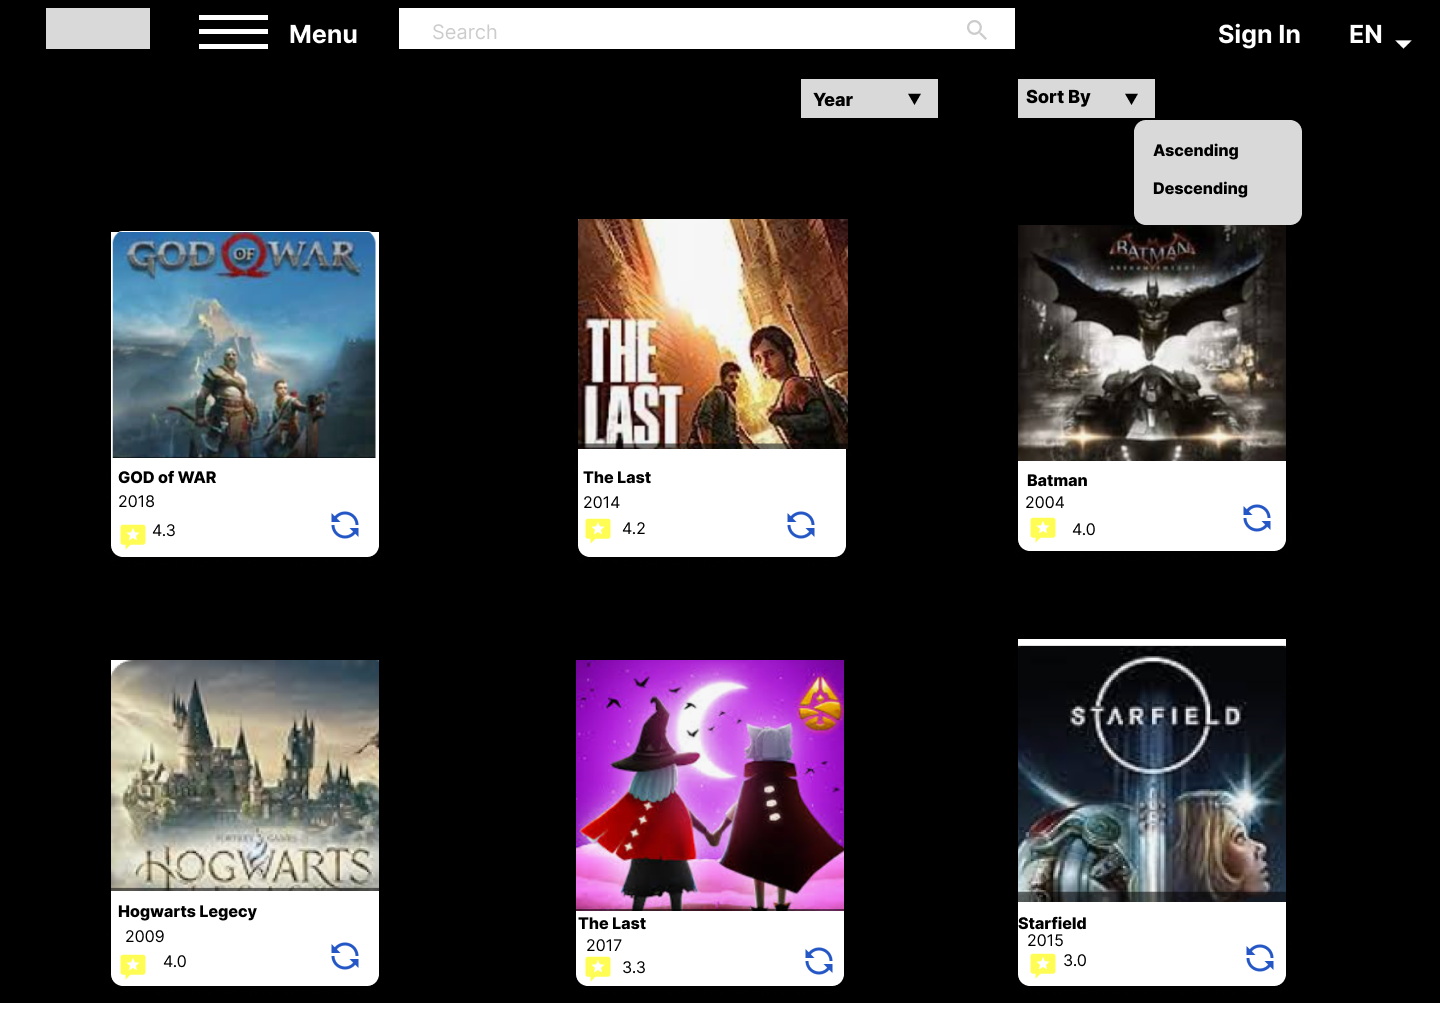 Menu
Search
Sign In
EN
Year
Sort By
Ascending
Descending
GOD OF WAR
THE
LAST
BATMAN
GOD of WAR
2018
4.3
The Last
2014
4.2
Batman
2004
4.0
HOGWARTS
STARFIELD
Hogwarts Legecy
2009
4.0
The Last
2017
3.3
Starfield
2015
3.0